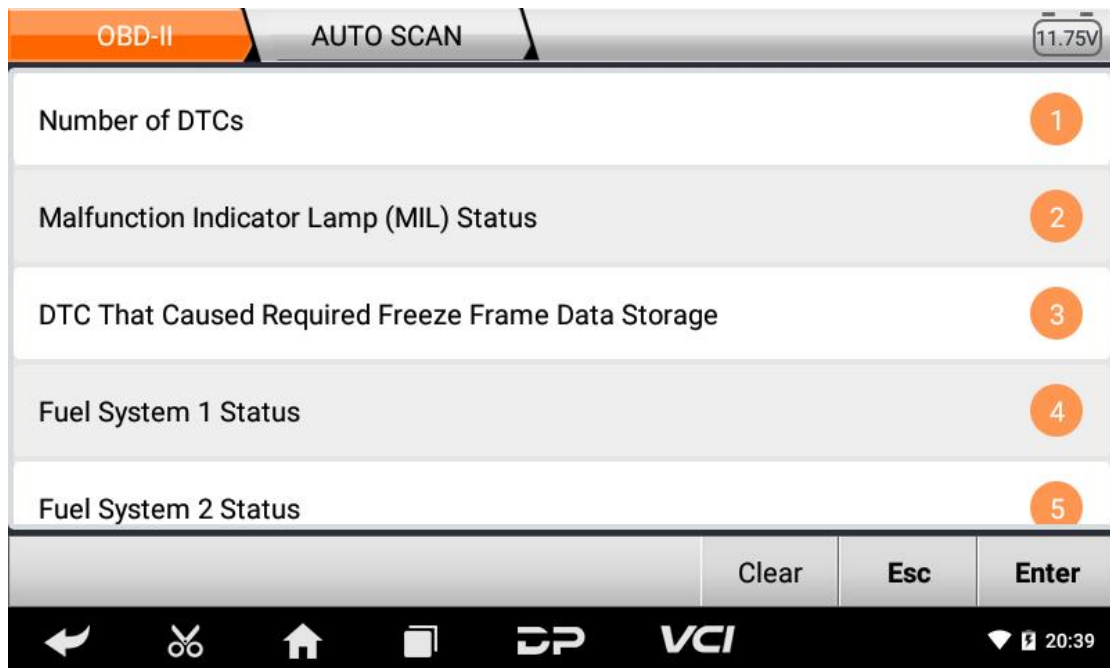 OBD-II
AUTO SCAN
11.75V
Number of DTCs
1
Malfunction Indicator Lamp (MIL) Status
2
DTC That Caused Required Freeze Frame Data Storage
3
Fuel System 1 Status
4
Fuel System 2 Status
5
Clear
Esc
Enter
DP
VCI
20:39